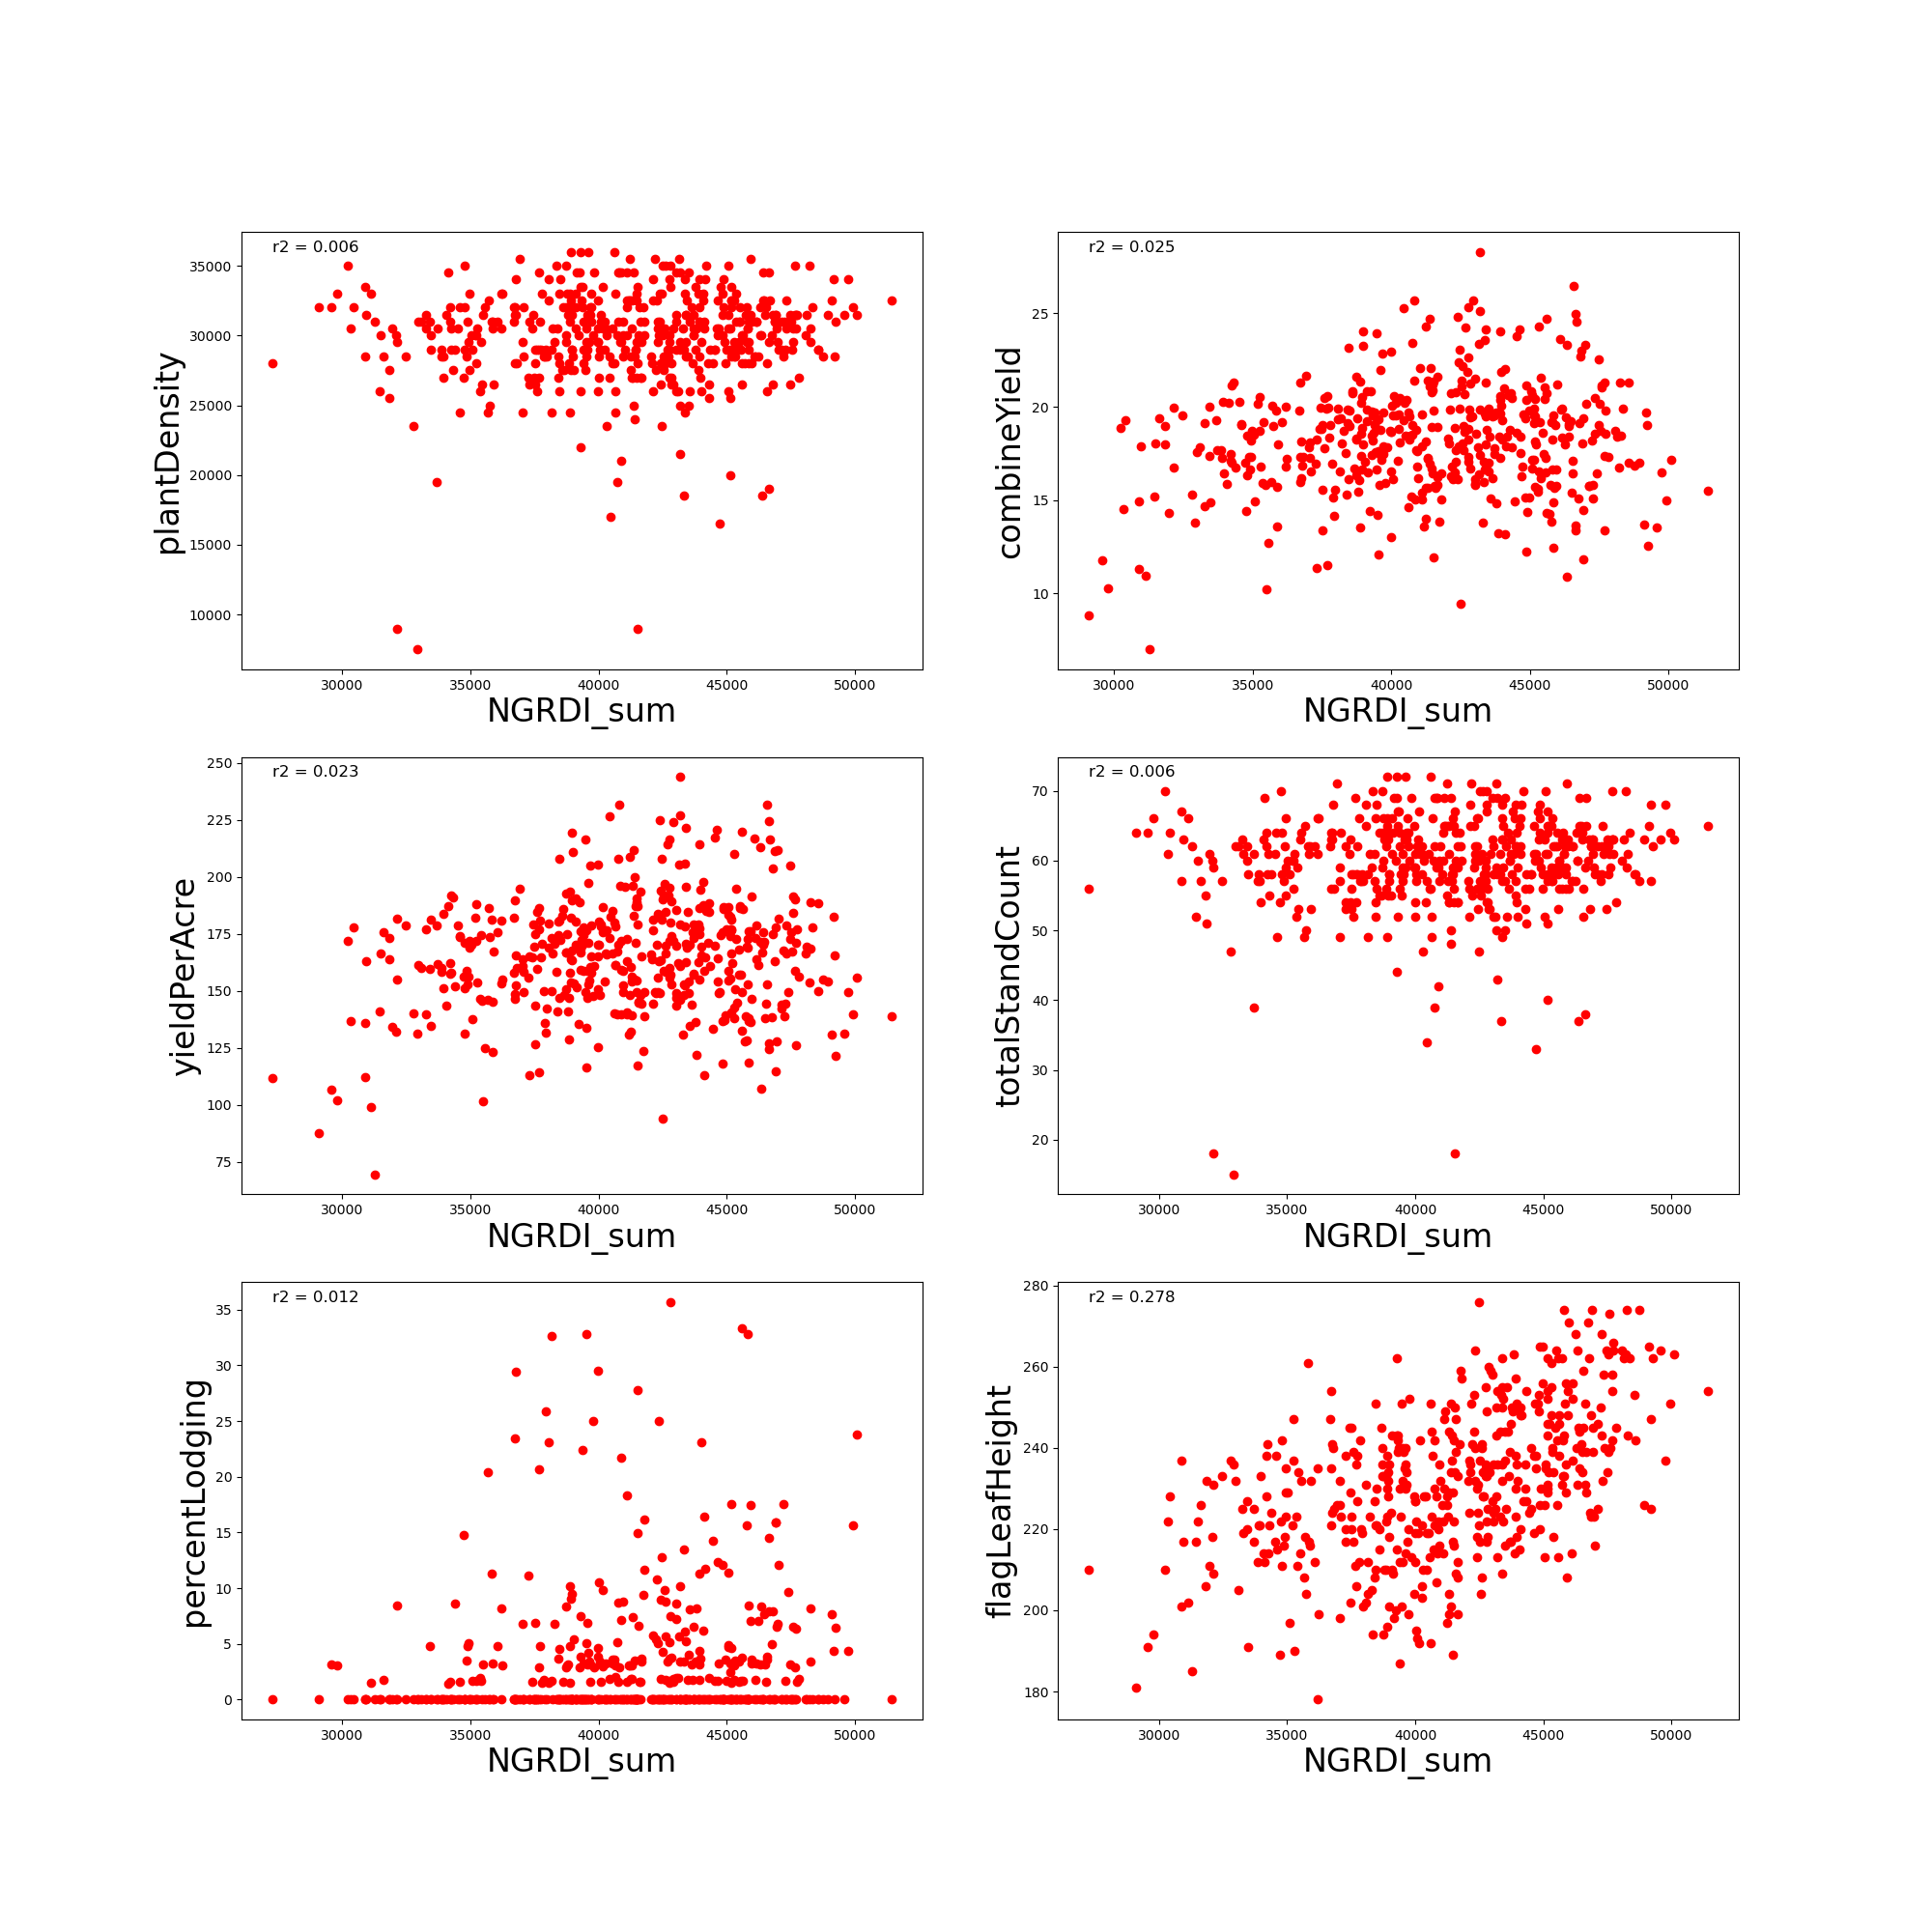 r2 = 0.006
plantDensity
35000
30000
25000
20000
15000
10000
30000 35000 40000 45000 50000
NGRDI_sum
r2 = 0.025
combineYield
25
20
15
10
30000 35000 40000 45000 50000
NGRDI_sum
r2 = 0.023
yieldPerAcre
250
225
200
175
150
125
100
75
30000 35000 40000 45000 50000
NGRDI_sum
r2 = 0.006
totalStandCount
70
60
50
40
30
20
30000 35000 40000 45000 50000
NGRDI_sum
r2 = 0.012
percentLodging
35
30
25
20
15
10
5
0
30000 35000 40000 45000 50000
NGRDI_sum
r2 = 0.278
flagLeafHeight
280
260
240
220
200
180
30000 35000 40000 45000 50000
NGRDI_sum